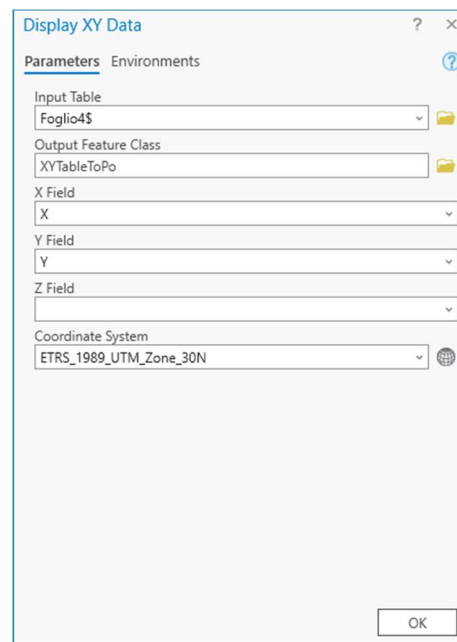 Display XY Data ? ×
Parameters Environments ?
Input Table
Foglio4$
Output Feature Class
XYTableToPo
X Field
X
Y Field
Y
Z Field
Coordinate System
ETRS_1989_UTM_Zone_30N
OK